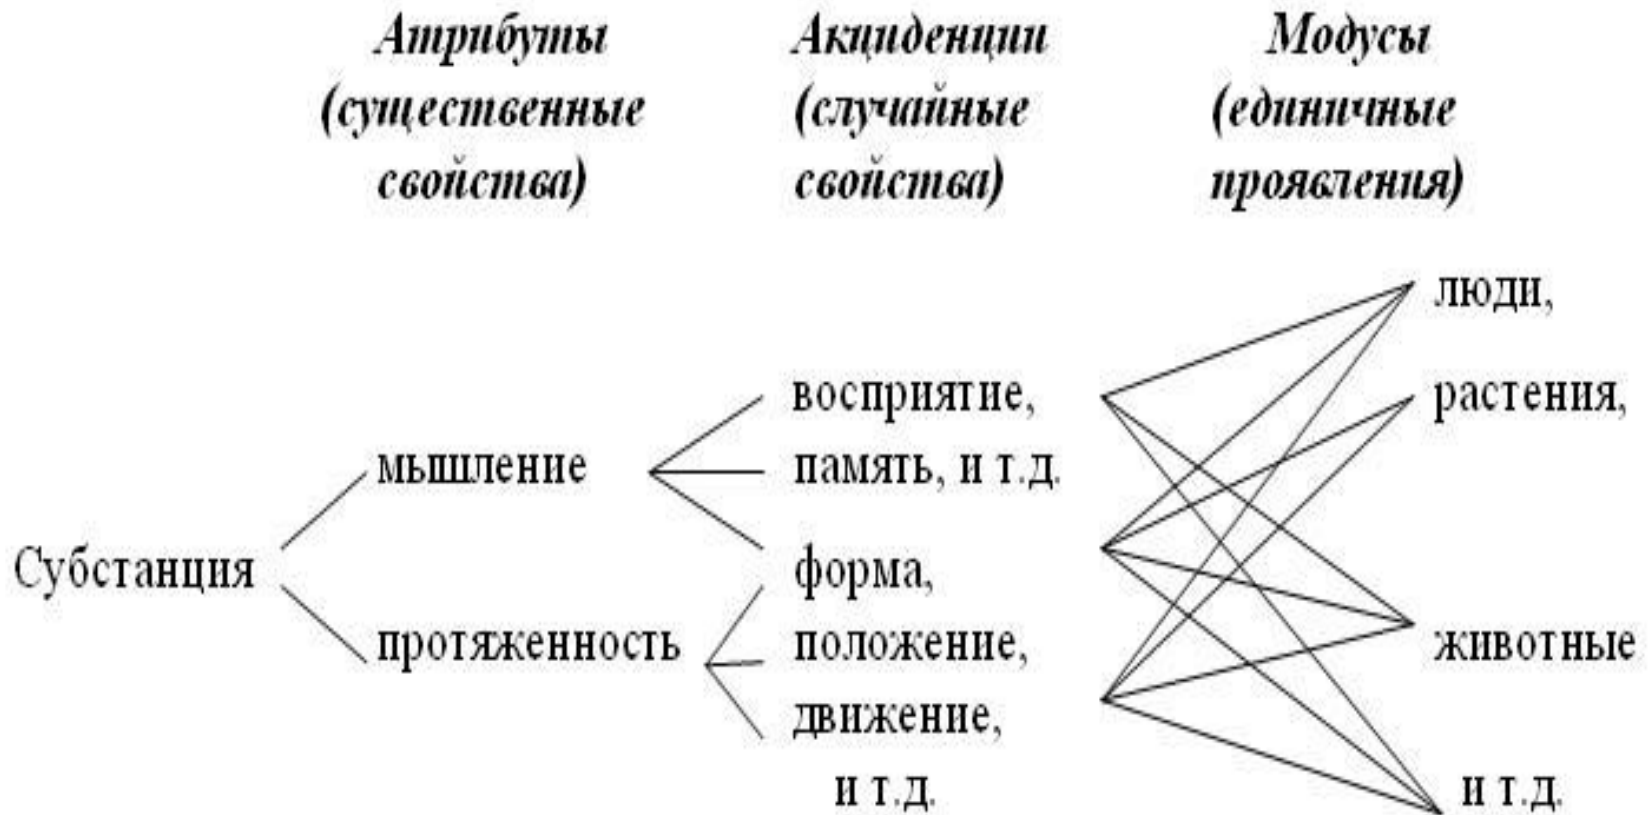 Атрибуты
(существенные
свойства)
Акциденции
(случайные
свойства)
Модусы
(единичные
проявления)
Субстанция
мышление
протяженность
восприятие,
память, и т.д.
форма,
положение,
движение,
и т.д.
люди,
растения,
животные
и т.д.